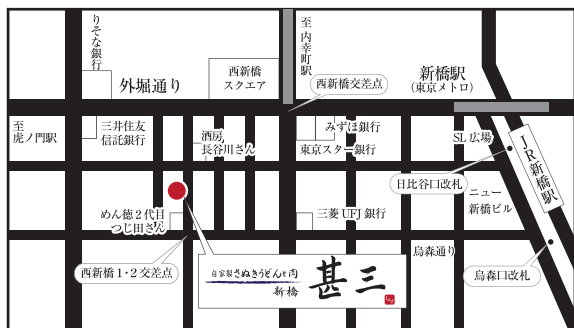 りそな銀行
外堀通り
西新橋
スクエア
至
内幸町駅
西新橋交差点
新橋駅
(東京メトロ)
至
虎ノ門駅
三井住友
信託銀行
酒房
長谷川さん
みずほ銀行
東京スター銀行
SL広場
JR新橋駅
日比谷口改札
ニュー
新橋ビル
めん徳2代目
つじ田さん
三菱UFJ銀行
烏森通り
西新橋1・2交差点
烏森口改札
自家製さぬきうどんと肉
新橋
甚三